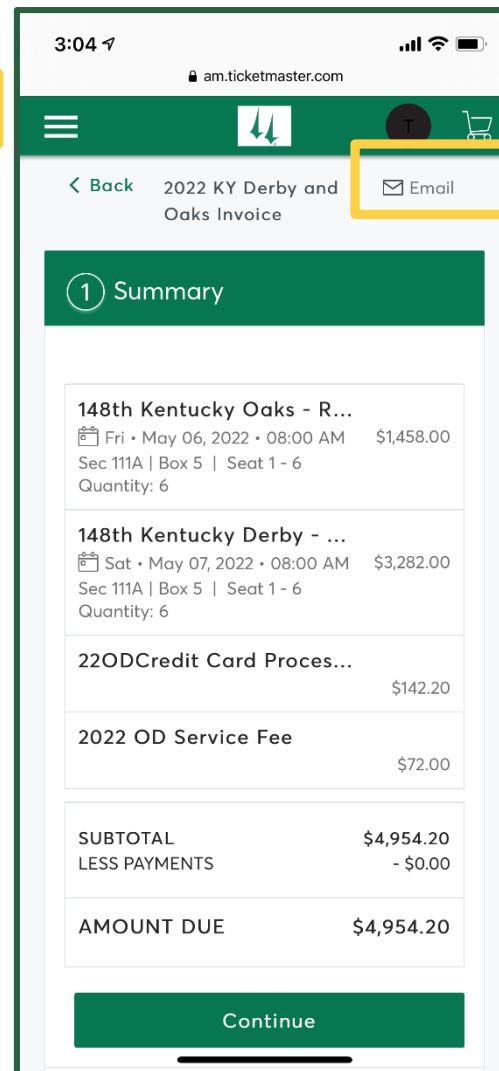 3:04
am.ticketmaster.com
T
Back
2022 KY Derby and
Oaks Invoice
Email
1 Summary
148th Kentucky Oaks - R...
Fri • May 06, 2022 • 08:00 AM $1,458.00
Sec 111A | Box 5 | Seat 1 - 6
Quantity: 6
148th Kentucky Derby - ...
Sat • May 07, 2022 • 08:00 AM $3,282.00
Sec 111A | Box 5 | Seat 1 - 6
Quantity: 6
22ODCredit Card Proces...
$142.20
2022 OD Service Fee
$72.00
SUBTOTAL $4,954.20
LESS PAYMENTS - $0.00
AMOUNT DUE $4,954.20
Continue